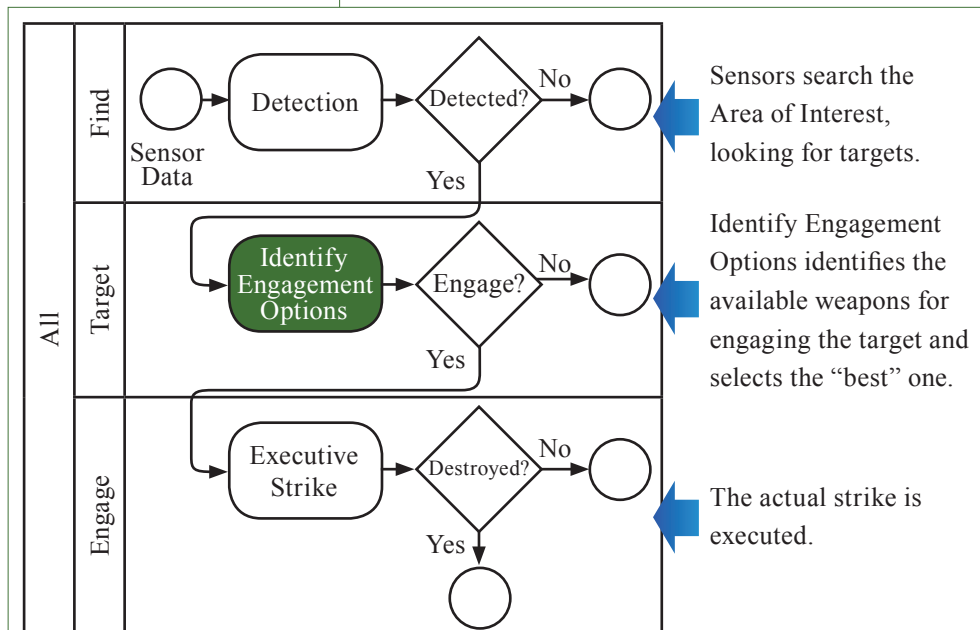 All
Find
Sensor
Data
Detection
Detected?
No
Yes
Sensors search the
Area of Interest,
looking for targets.
Target
Identify
Engagement
Options
Engage?
No
Yes
Identify Engagement
Options identifies the
available weapons for
engaging the target and
selects the “best” one.
Engage
Executive
Strike
Destroyed?
No
Yes
The actual strike is
executed.